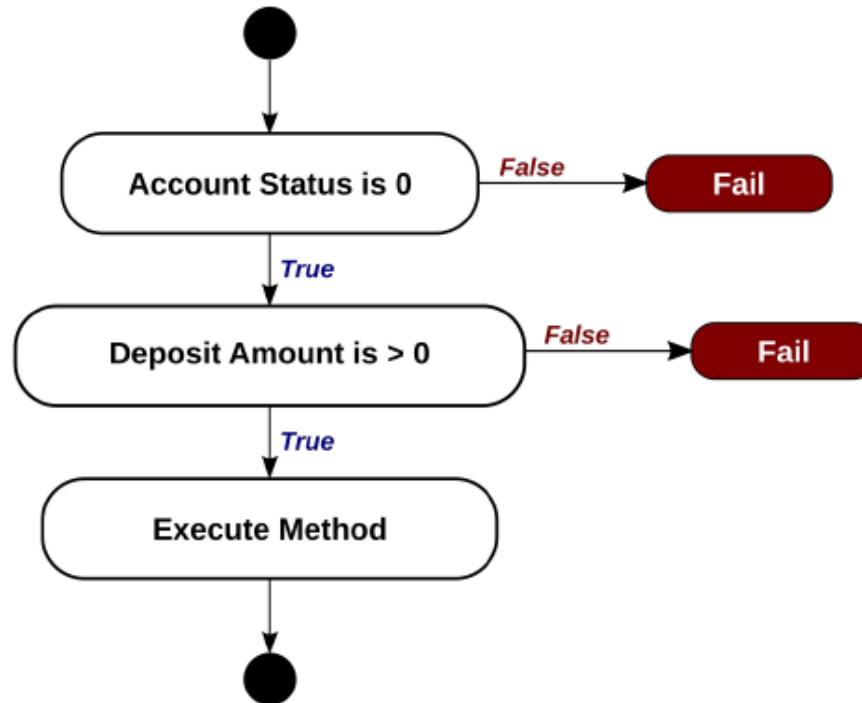 Account Status is 0
False
Fail
True
Deposit Amount is > 0
False
Fail
True
Execute Method